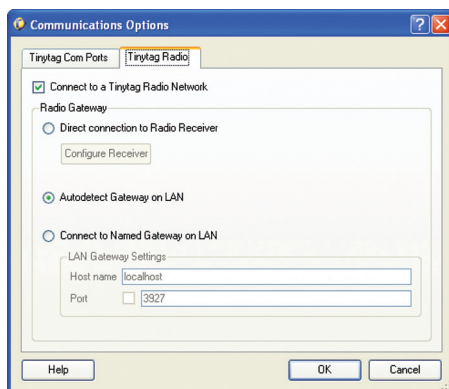 Communications Options
Tinytag Com Ports Tinytag Radio
Connect to a Tinytag Radio Network
Radio Gateway
Direct connection to Radio Receiver
Configure Receiver
Autodetect Gateway on LAN
Connect to Named Gateway on LAN
LAN Gateway Settings
Host name localhost
Port 3927
Help OK Cancel